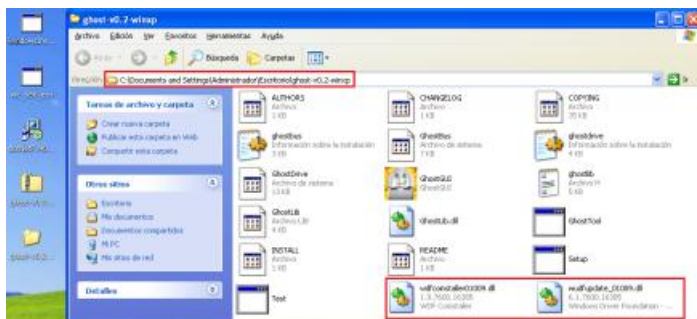 ghost-v0.2-winxp
Archivo Edición Ver Favoritos Herramientas Ayuda
Búsqueda Carpetas
Dirección C:\Documents and Settings\Administrador\Escritorio\ghost-v0.2-winxp Ir
Tareas de archivo y carpeta
Crear nueva carpeta
Publicar esta carpeta en Web
Compartir esta carpeta
Otros sitios
Escritorio
Mis documentos
Documentos compartidos
Mi PC
Mis sitios de red
Detalles
AUTHORS
Archivo
1 KB
CHANGELOG
Archivo
1 KB
COPYING
Archivo
35 KB
ghostbus
Información sobre la instalación
3 KB
GhostBus
Archivo de sistema
7 KB
ghostdrive
Información sobre la instalación
4 KB
GhostDrive
Archivo de sistema
13 KB
GhostGUI
GhostGUI
ghostlib
Archivo H
5 KB
GhostLib
Archivo LIB
4 KB
GhostLib.dll
GhostTool
INSTALL
Archivo
1 KB
README
Archivo
1 KB
Setup
Test
wdfcoinstaller01009.dll
1.9.7600.16385
WDF Coinstaller
wudfupdate_01009.dll
6.1.7600.16385
Windows Driver Foundation - ...